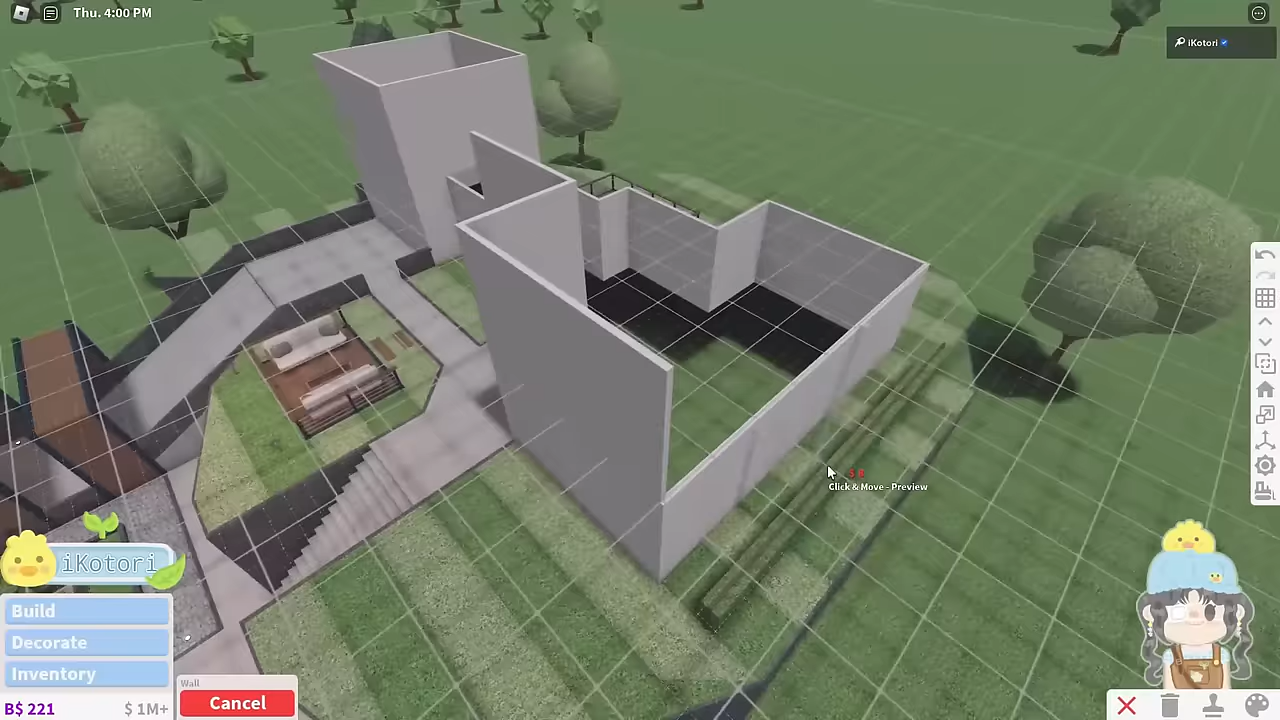 Thu. 4:00 PM
iKotori
Click & Move - Preview
iKotori
Build
Decorate
Inventory
Wall
B$ 221
$ 1M+
Cancel